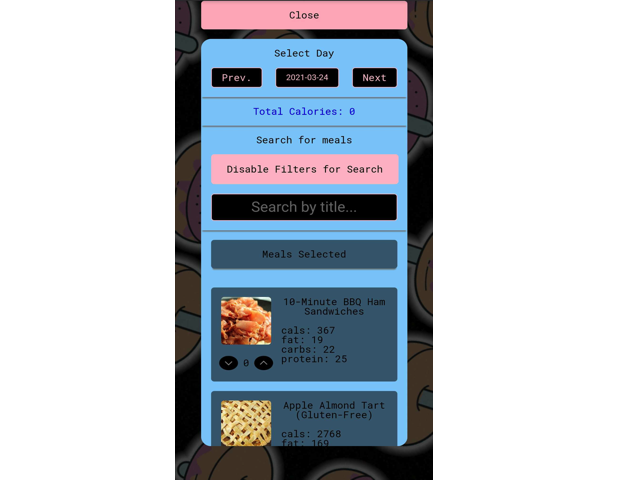 Close
Select Day
Prev.
2021-03-24
Next
Total Calories: 0
Search for meals
Disable Filters for Search
Search by title...
Meals Selected
10-Minute BBQ Ham
Sandwiches
cals: 367
fat: 19
carbs: 22
protein: 25
0
Apple Almond Tart
(Gluten-Free)
cals: 2768
fat: 169